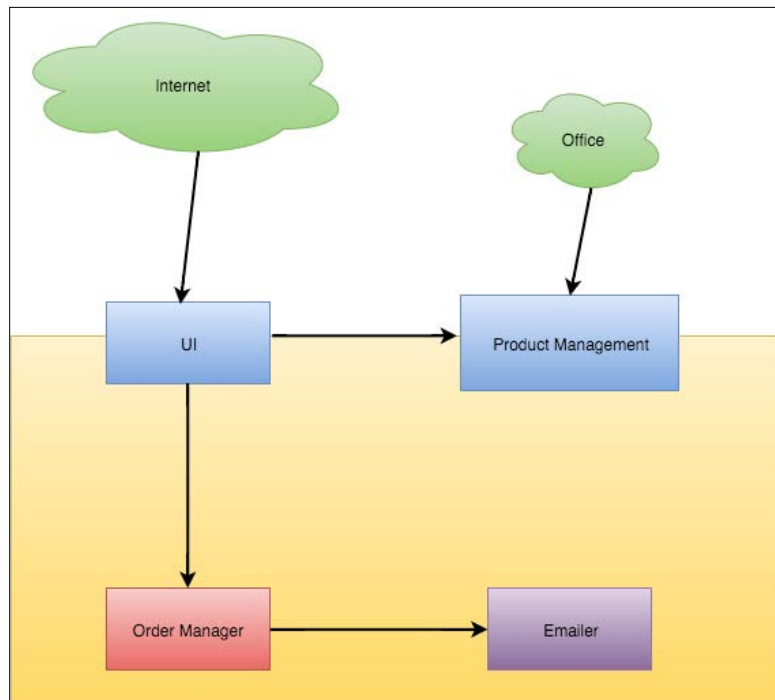 Internet
Office
UI
Product Management
Order Manager
Emailer